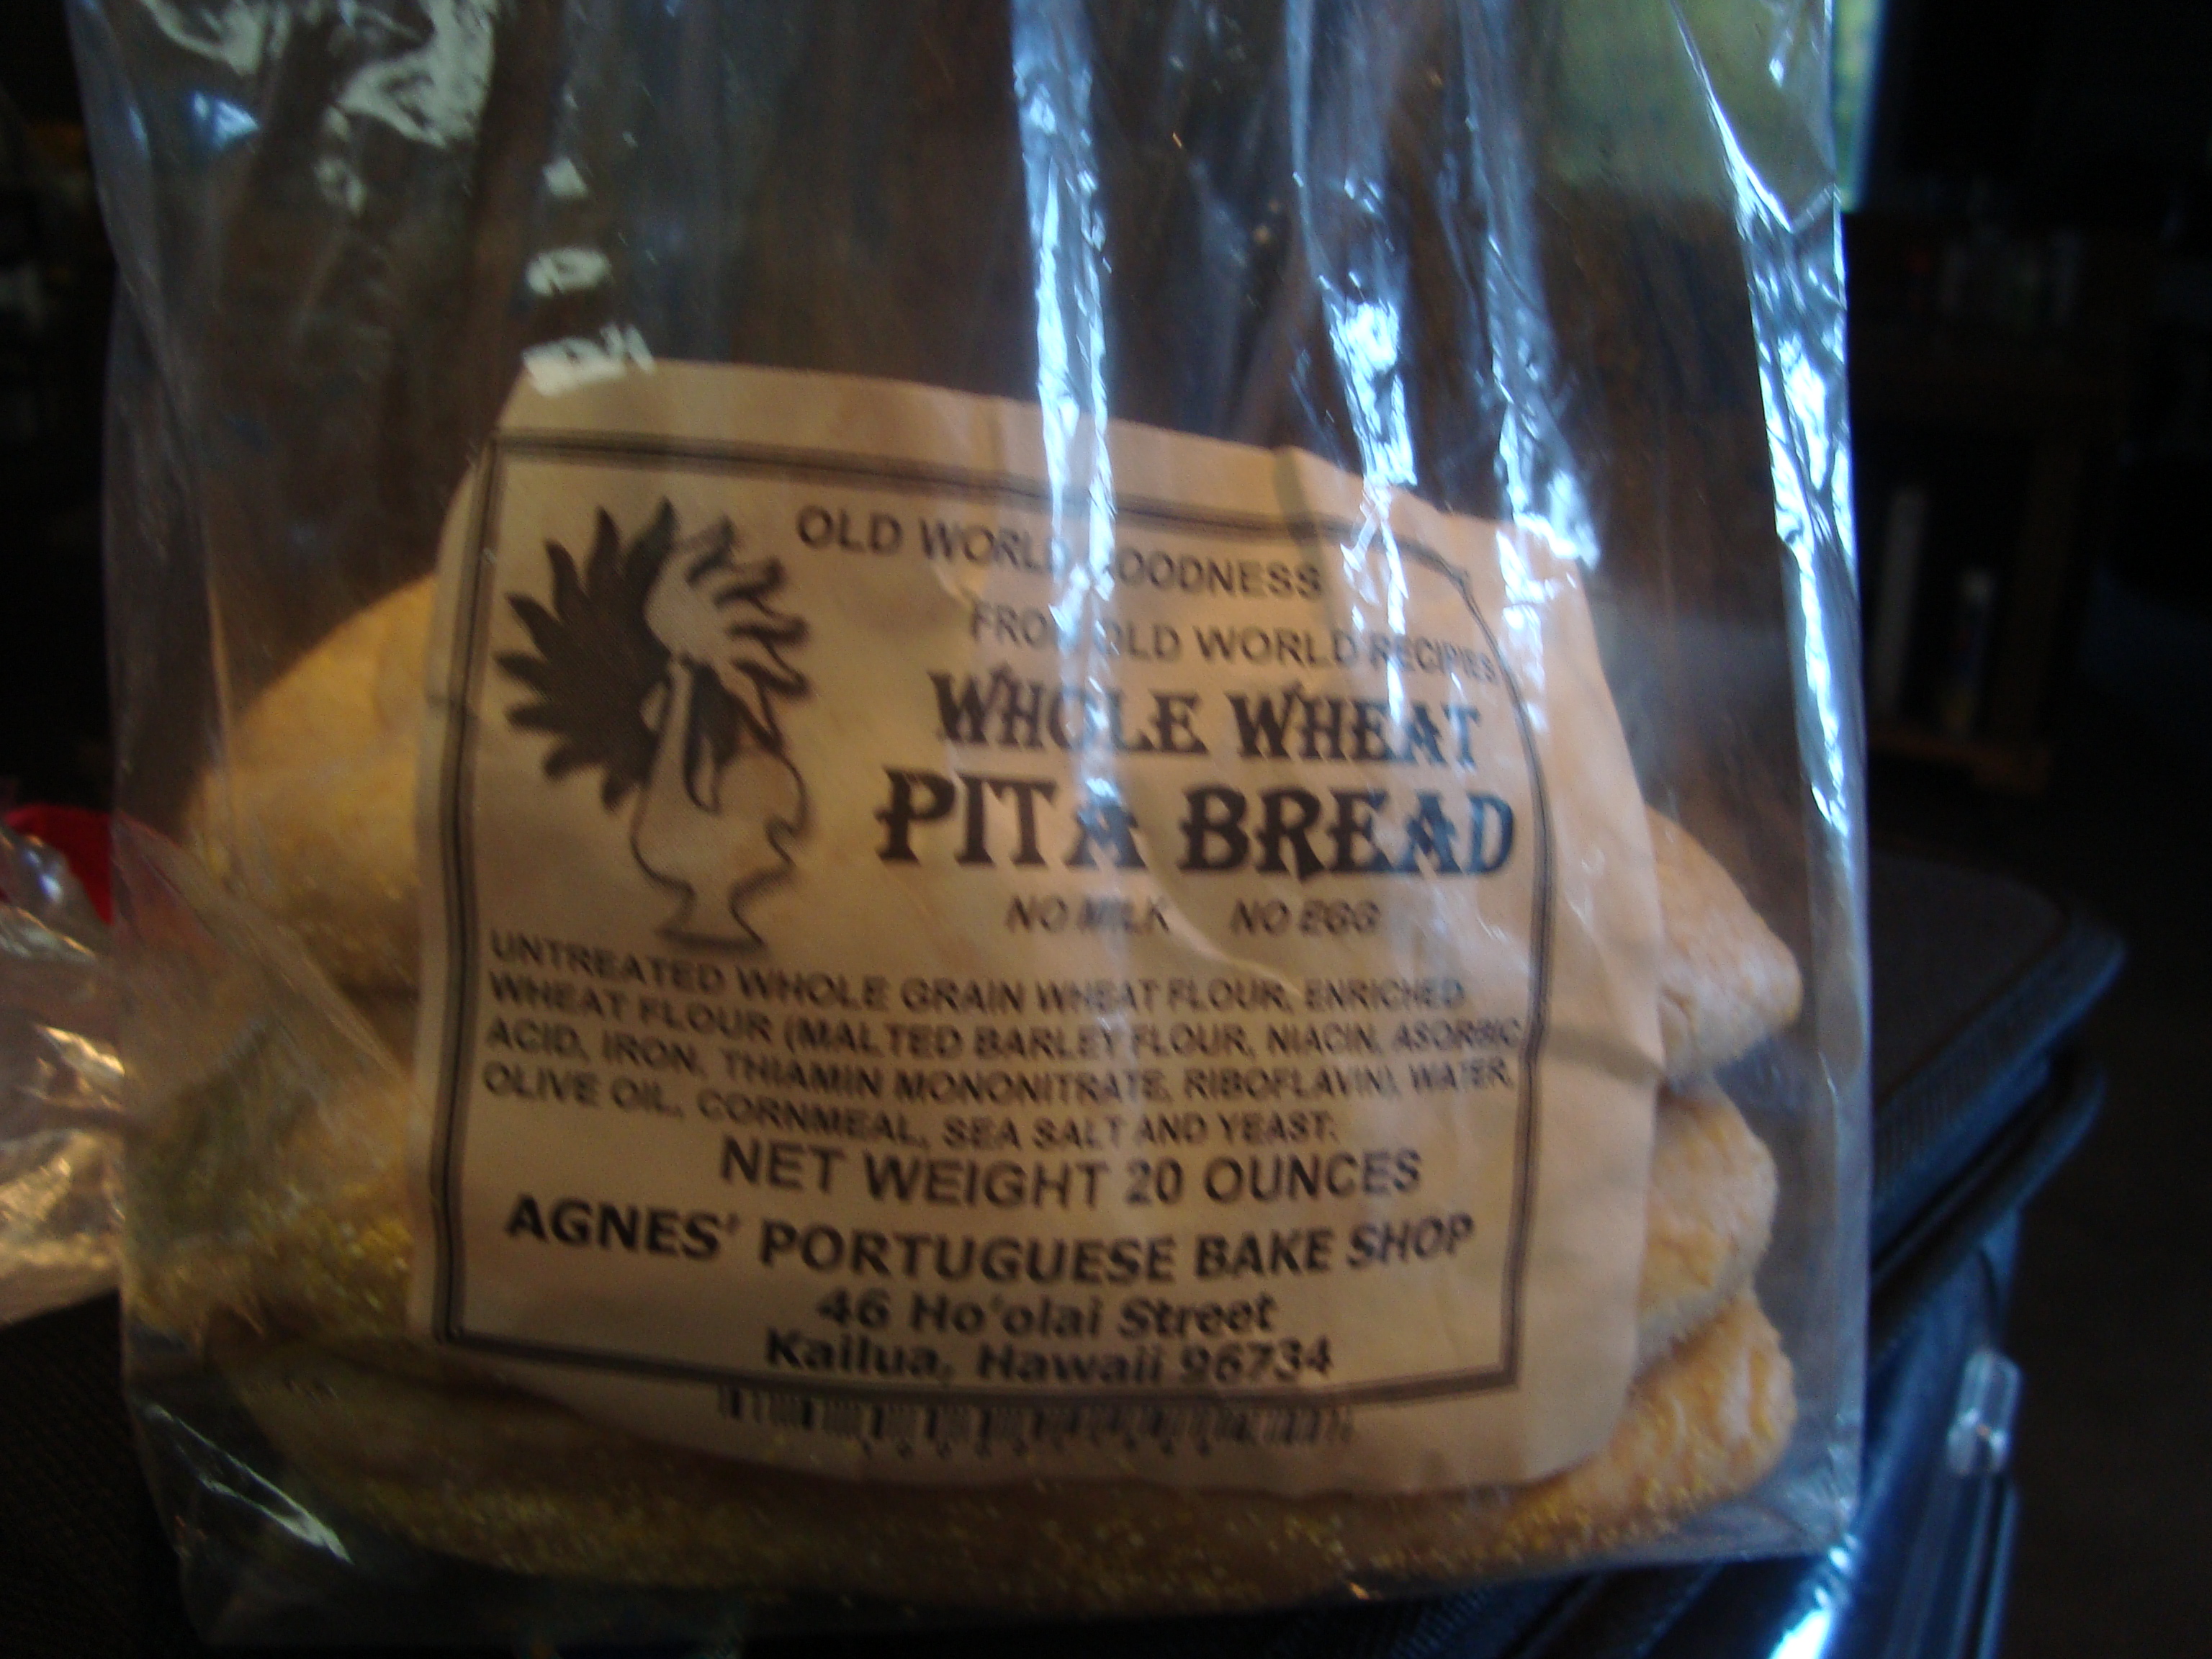 OLD WORLD GOODNESS
FROM OLD WORLD RECIPES
WHOLE WHEAT
PITA BREAD
NO MILK NO EGG
UNTREATED WHOLE GRAIN WHEAT FLOUR, ENRICHED
WHEAT FLOUR (MALTED BARLEY FLOUR, NIACIN, ASORBIC
ACID, IRON, THIAMIN MONONITRATE, RIBOFLAVIN), WATER,
OLIVE OIL, CORNMEAL, SEA SALT AND YEAST.
NET WEIGHT 20 OUNCES
AGNES' PORTUGUESE BAKE SHOP
46 Ho'olai Street
Kailua, Hawaii 96734